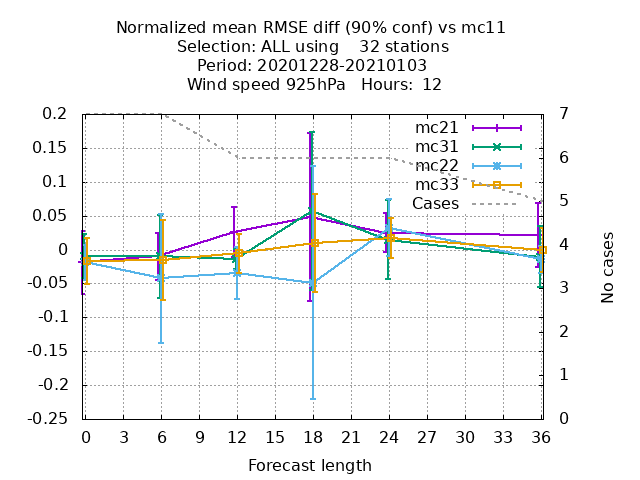 Normalized mean RMSE diff (90% conf) vs mc11
Selection: ALL using    32 stations
Period: 20201228-20210103
Wind speed 925hPa   Hours:  12
0.2
0.15
0.1
0.05
0
-0.05
-0.1
-0.15
-0.2
-0.25
mc21
mc31
mc22
mc33
Cases
7
6
5
4
3
2
1
0
No cases
0 3 6 9 12 15 18 21 24 27 30 33 36
Forecast length